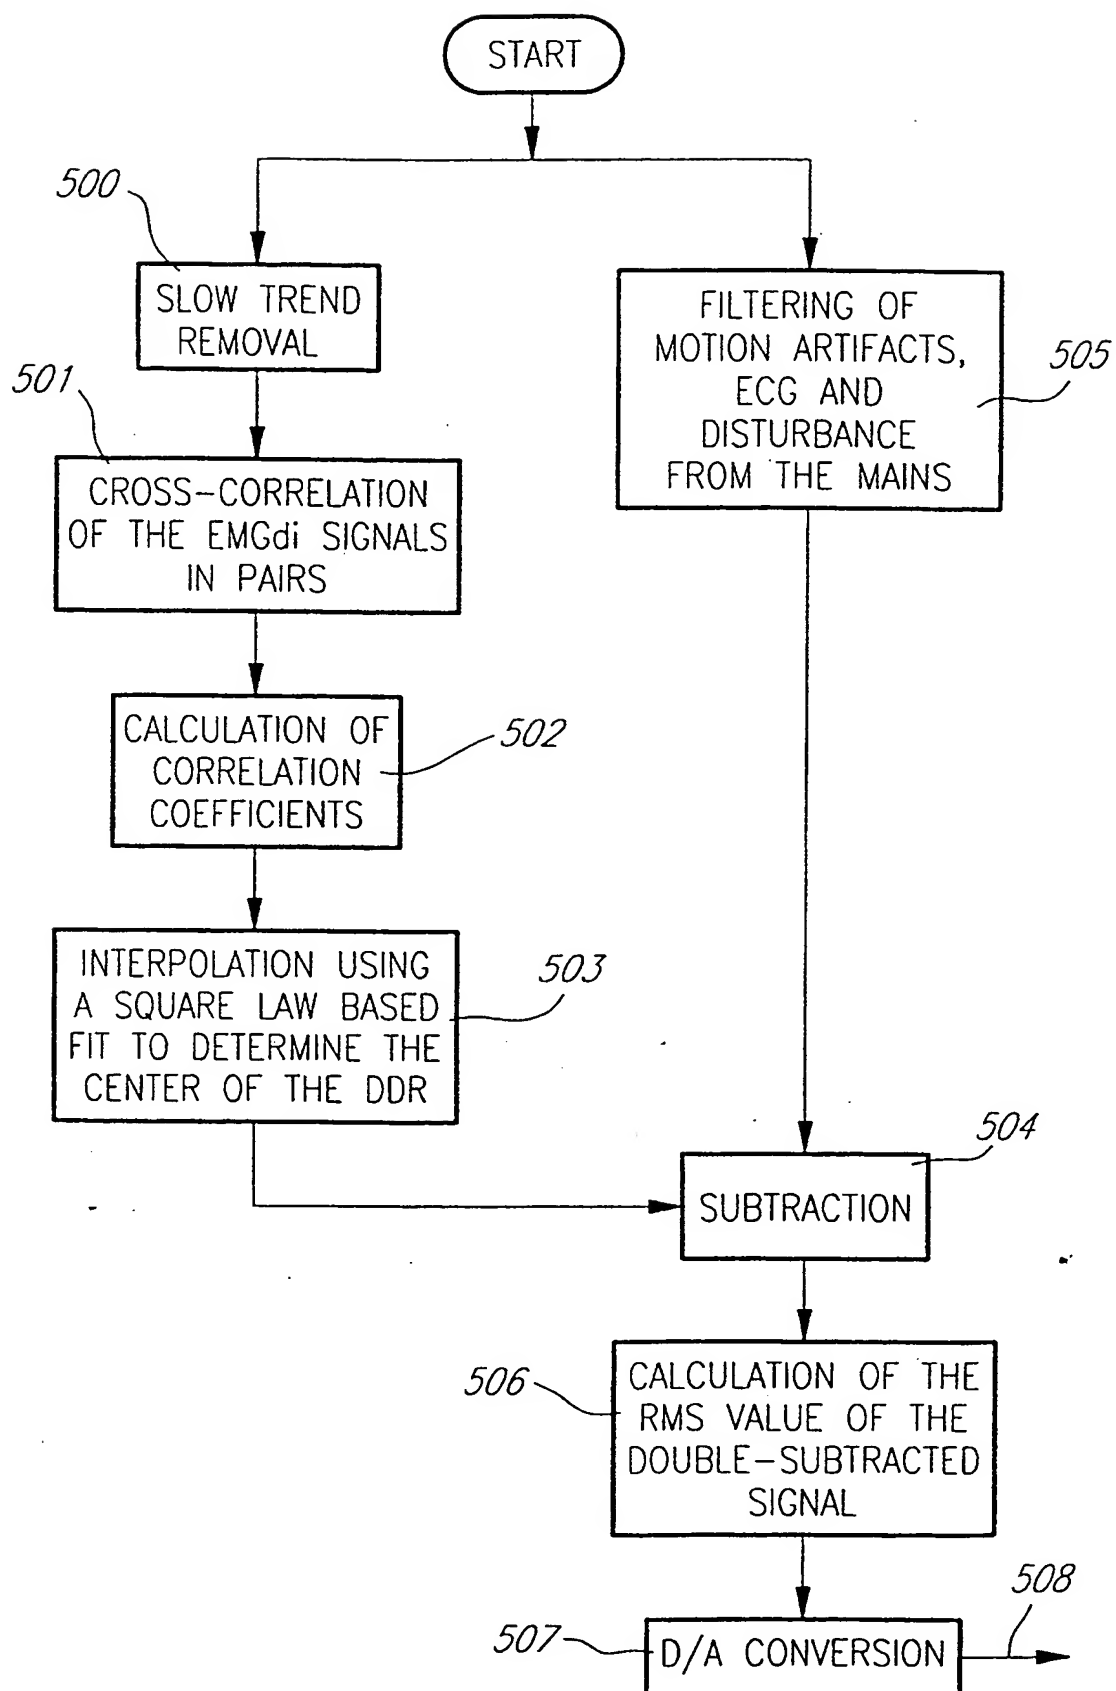 START
500
SLOW TREND
REMOVAL
501
CROSS-CORRELATION
OF THE EMGdi SIGNALS
IN PAIRS
CALCULATION OF
CORRELATION
COEFFICIENTS
502
INTERPOLATION USING
A SQUARE LAW BASED
FIT TO DETERMINE THE
CENTER OF THE DDR
503
FILTERING OF
MOTION ARTIFACTS,
ECG AND
DISTURBANCE
FROM THE MAINS
505
504
SUBTRACTION
506
CALCULATION OF THE
RMS VALUE OF THE
DOUBLE-SUBTRACTED
SIGNAL
507
D/A CONVERSION
508